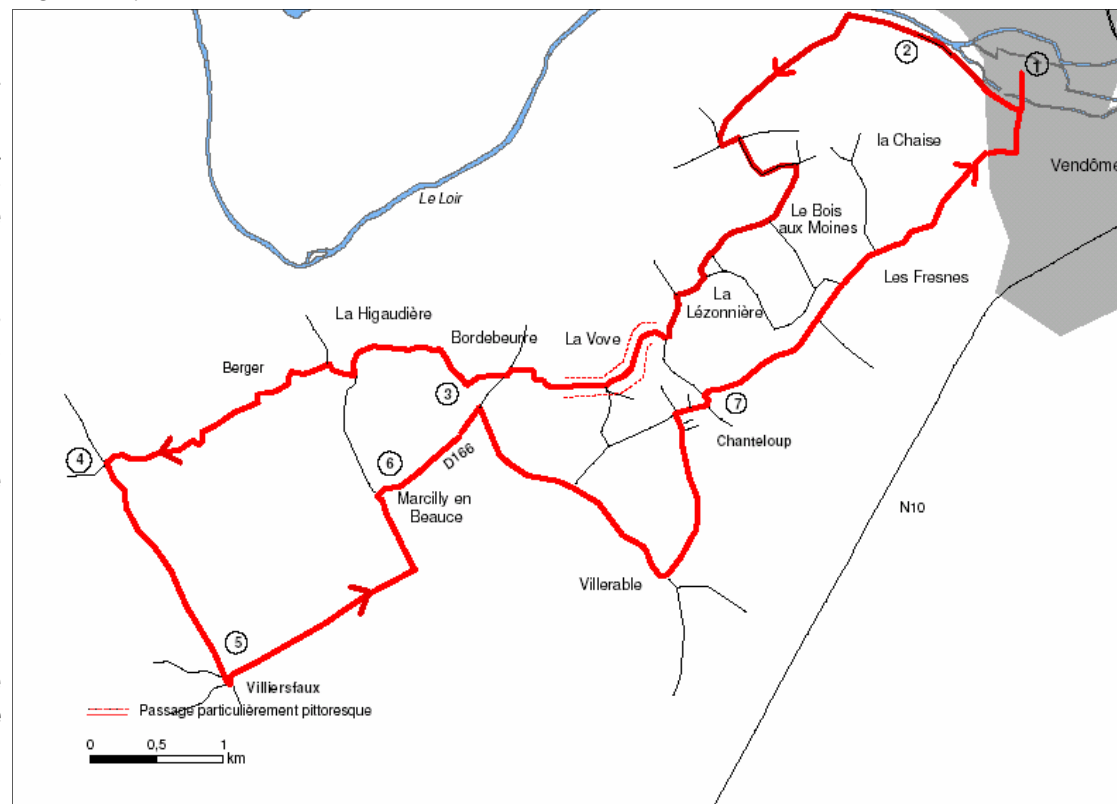 2
1
la Chaise
Vendôme
Le Loir
Le Bois
aux Moines
Les Fresnes
La
Lézonnière
La Higaudière
Bordebeurre
La Vove
Berger
3
7
Chanteloup
4
6
D166
Marcilly en
Beauce
N10
Villerable
5
Villiersfaux
Passage particulièrement pittoresque
0 0,5 1
km